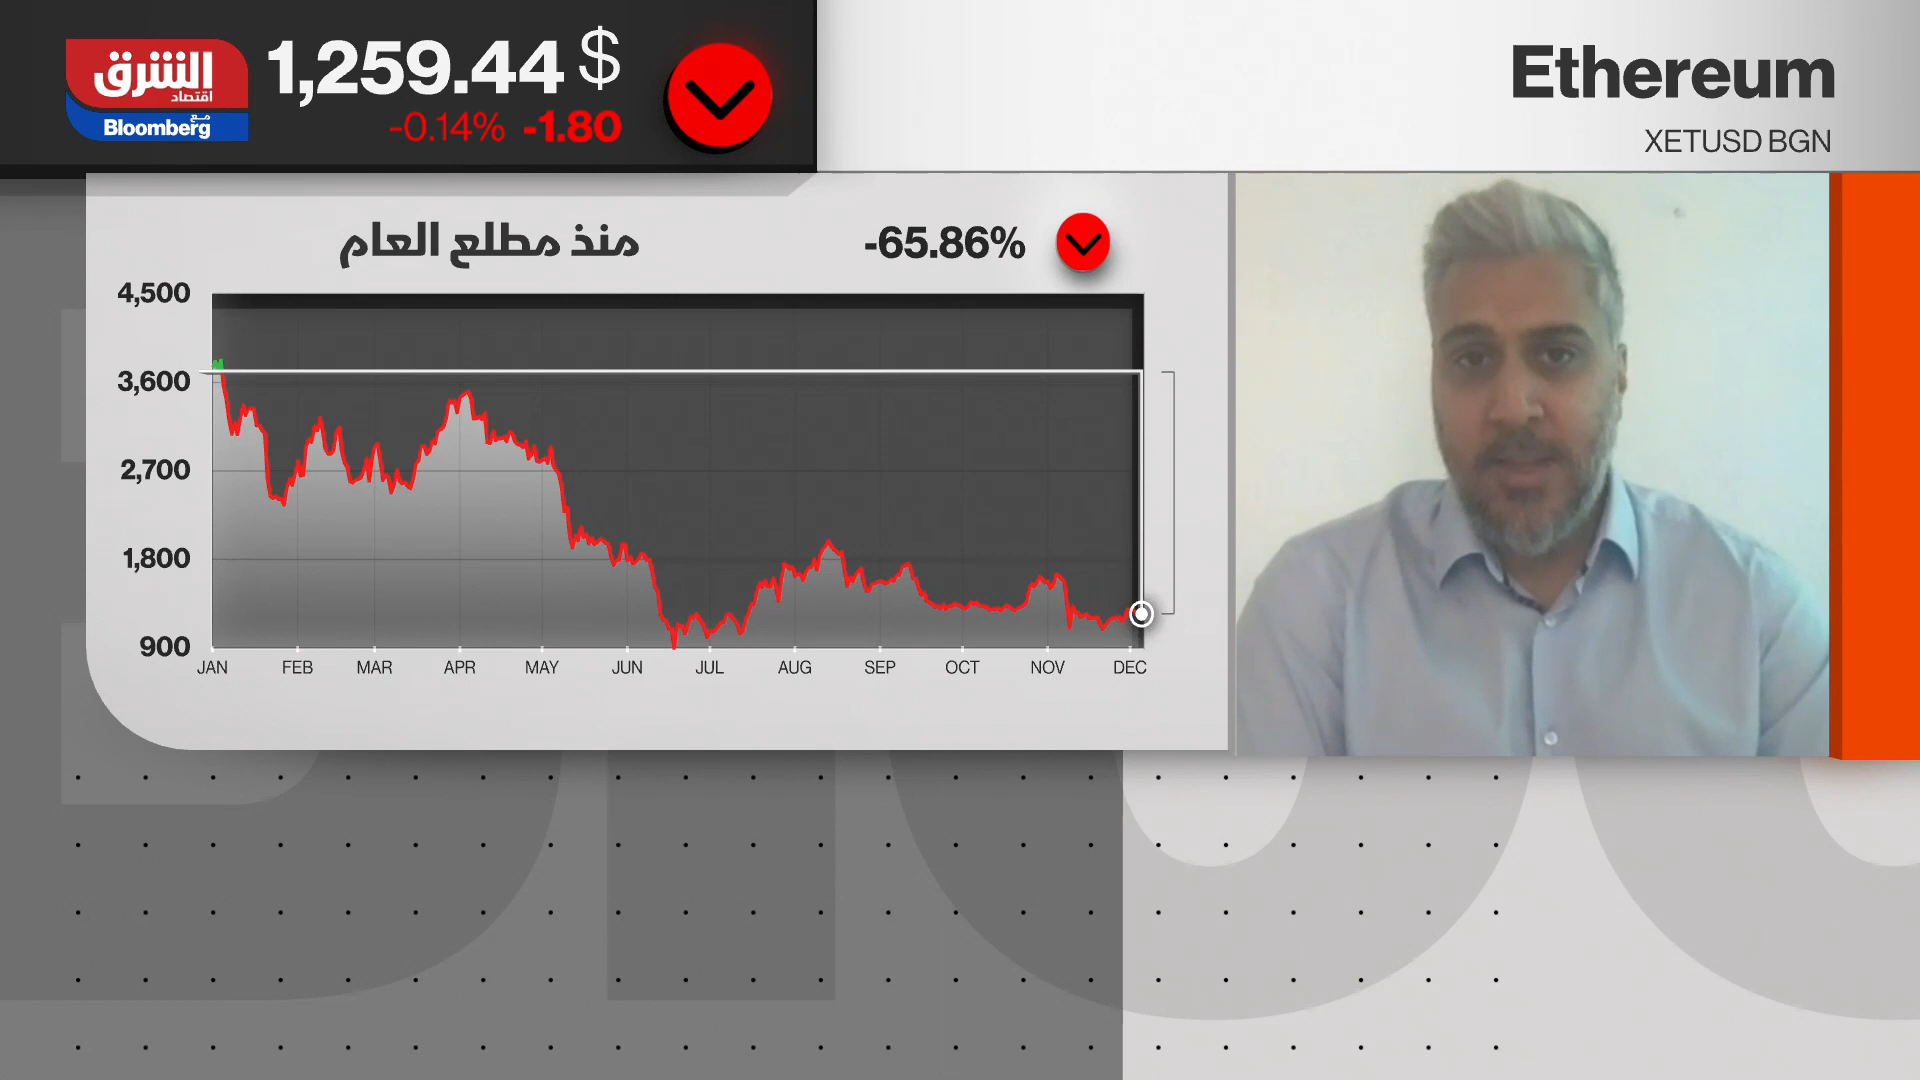 الشرق
اقتصاد
مع
Bloomberg
1,259.44 $
-0.14% -1.80
Ethereum
XETUSD BGN
منذ مطلع العام
-65.86%
4,500
3,600
2,700
1,800
900
JAN FEB MAR APR MAY JUN JUL AUG SEP OCT NOV DEC